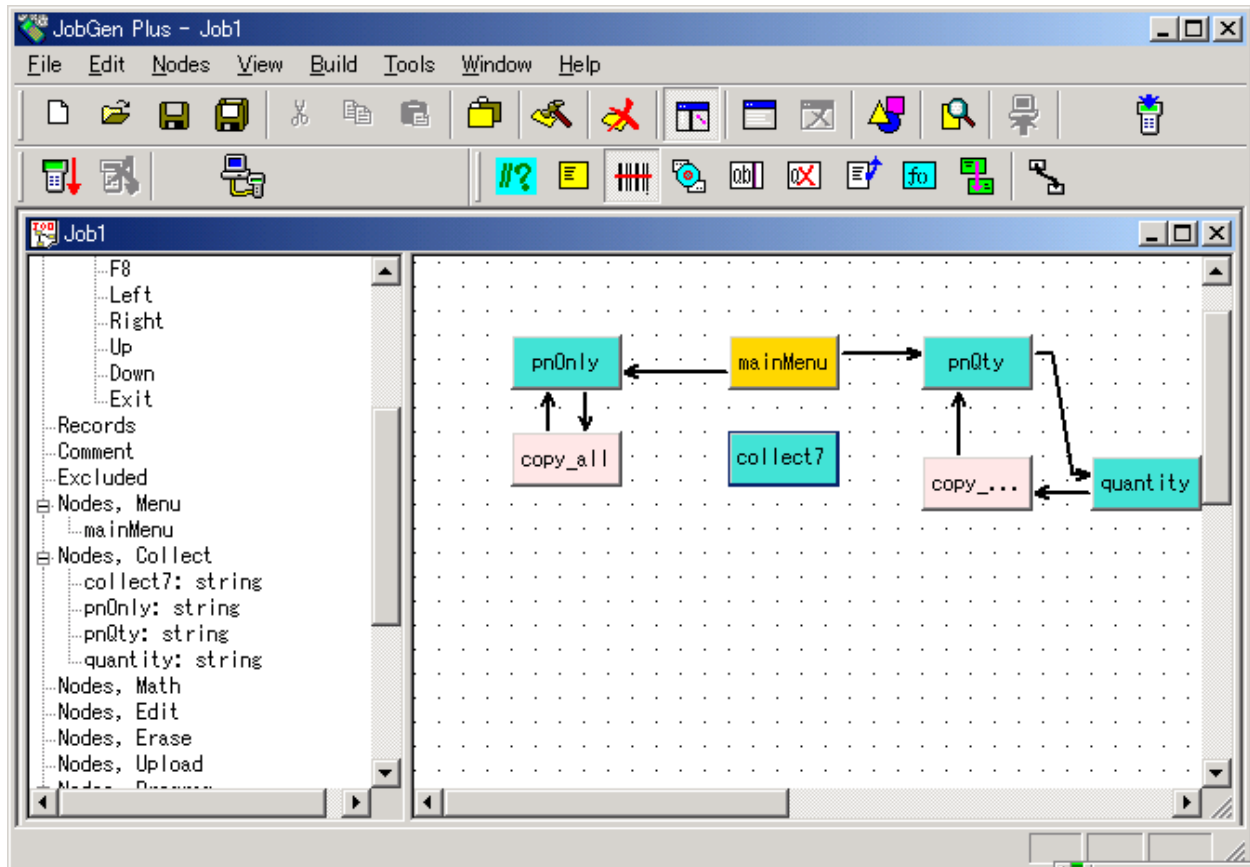 JobGen Plus - Job1
File Edit Nodes View Build Tools Window Help
//?
ab
fo
Job1
F8
Left
Right
Up
Down
Exit
Records
Comment
Excluded
Nodes, Menu
mainMenu
Nodes, Collect
collect7: string
pnOnly: string
pnQty: string
quantity: string
Nodes, Math
Nodes, Edit
Nodes, Erase
Nodes, Upload
pnOnly
mainMenu
pnQty
copy_all
collect7
copy_...
quantity